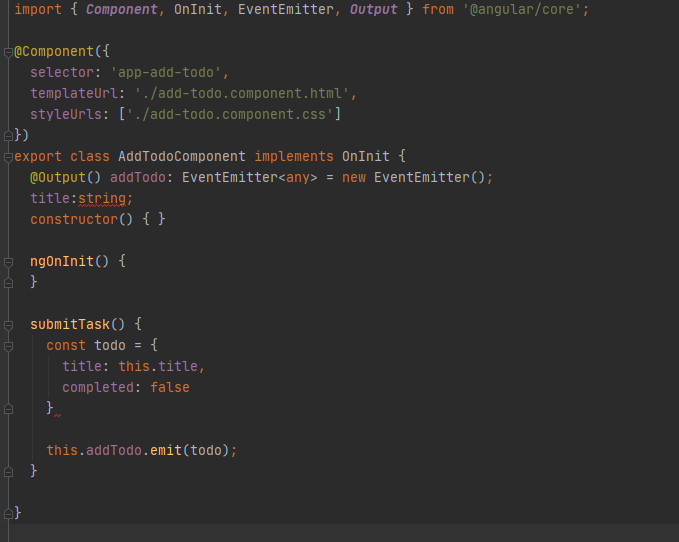 import { Component, OnInit, EventEmitter, Output } from '@angular/core';
@Component({
selector: 'app-add-todo',
templateUrl: './add-todo.component.html',
styleUrls: ['./add-todo.component.css']
})
export class AddTodoComponent implements OnInit {
@Output() addTodo: EventEmitter<any> = new EventEmitter();
title:string;
constructor() { }
ngOnInit() {
}
submitTask() {
const todo = {
title: this.title,
completed: false
}
this.addTodo.emit(todo);
}
}